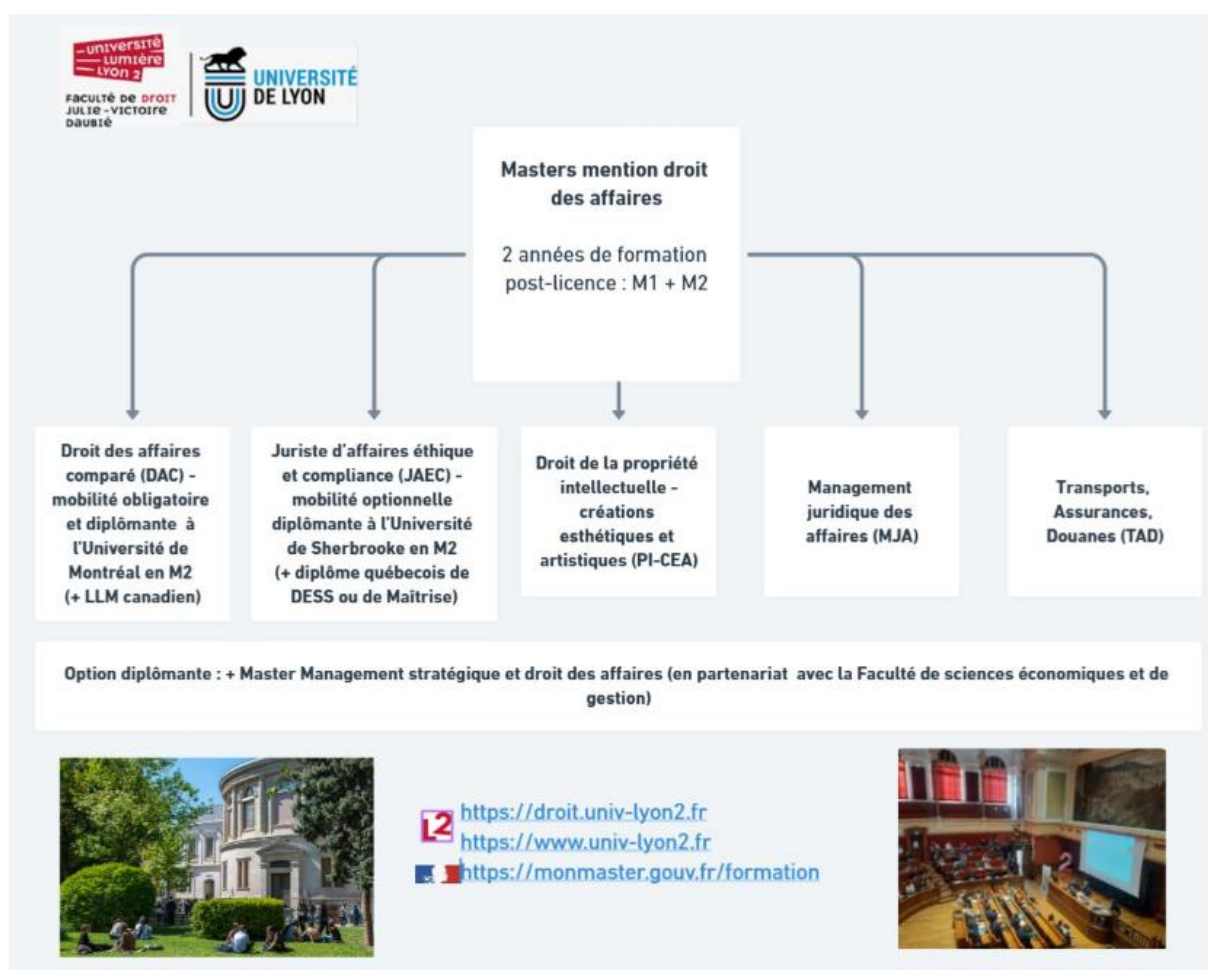 UNIVERSITÉ
LUMIÈRE
LYON 2
FACULTÉ DE DROIT
JULIE-VICTOIRE
DAUBIÉ
UNIVERSITÉ
DE LYON
Masters mention droit
des affaires
2 années de formation
post-licence : M1 + M2
Droit des affaires
comparé (DAC) -
mobilité obligatoire
et diplômante à
l'Université de
Montréal en M2
(+ LLM canadien)
Juriste d'affaires éthique
et compliance (JAEC) -
mobilité optionnelle
diplômante à l'Université
de Sherbrooke en M2
(+ diplôme québecois de
DESS ou de Maîtrise)
Droit de la propriété
intellectuelle -
créations
esthétiques et
artistiques (PI-CEA)
Management
juridique des
affaires (MJA)
Transports,
Assurances,
Douanes (TAD)
Option diplômante : + Master Management stratégique et droit des affaires (en partenariat avec la Faculté de sciences économiques et de
gestion)
L2
https://droit.univ-lyon2.fr
https://www.univ-lyon2.fr
https://monmaster.gouv.fr/formation